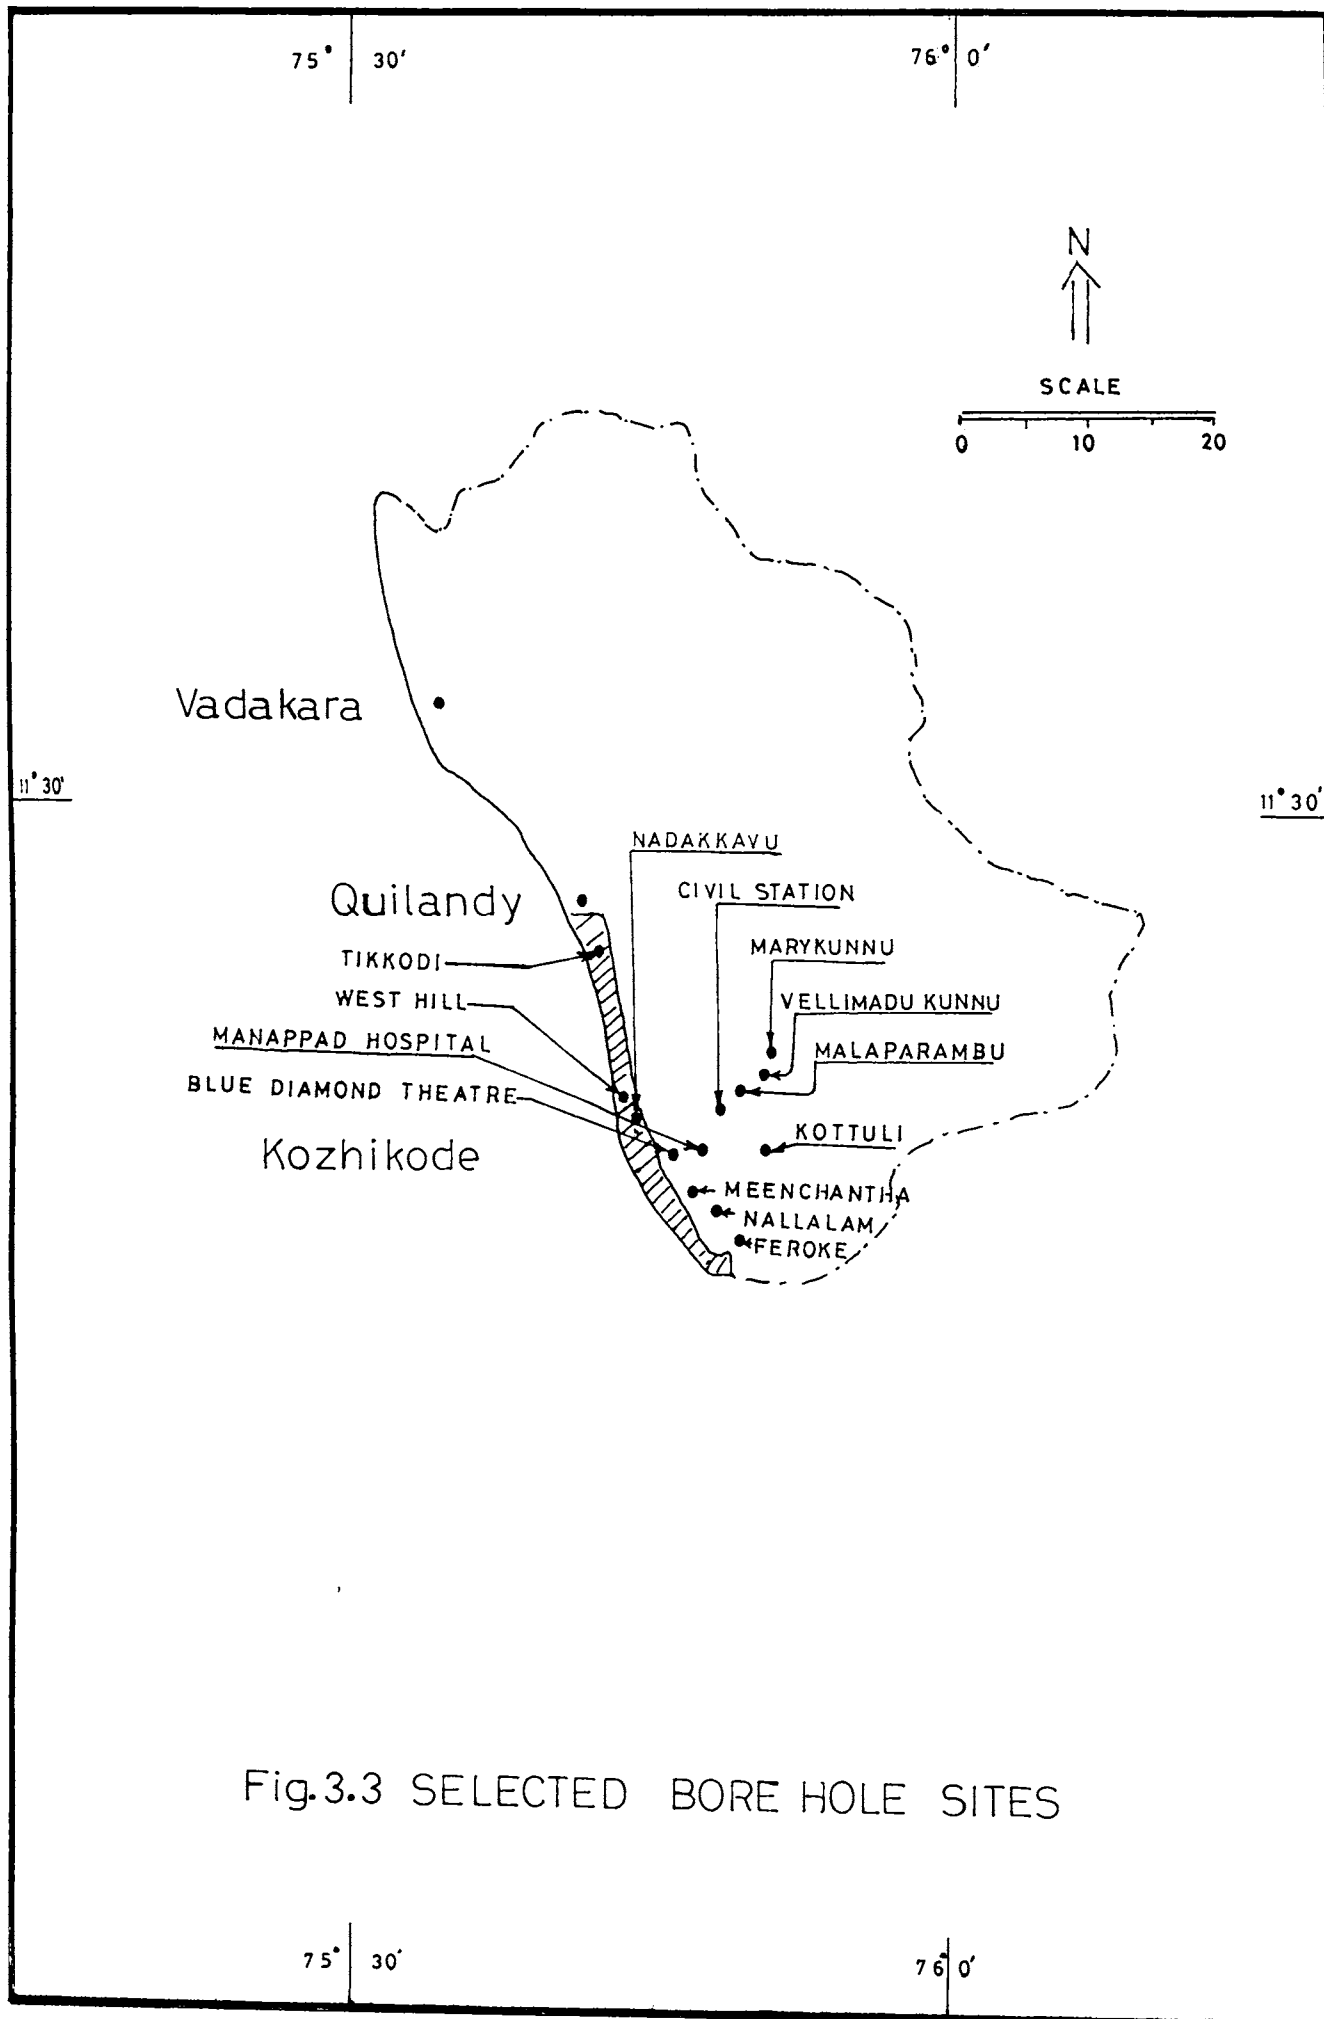 75° 30'
76° 0'
N
SCALE
0 10 20
Vadakara
11° 30'
11° 30'
NADAKKAVU
CIVIL STATION
Quilandy
MARYKUNNU
TIKKODI
WEST HILL
VELLIMADU KUNNU
MANAPPAD HOSPITAL
MALAPARAMBU
BLUE DIAMOND THEATRE
KOTTULI
Kozhikode
MEENCHANTHA
NALLALAM
FEROKE
Fig.3.3 SELECTED BORE HOLE SITES
75° 30'
76° 0'